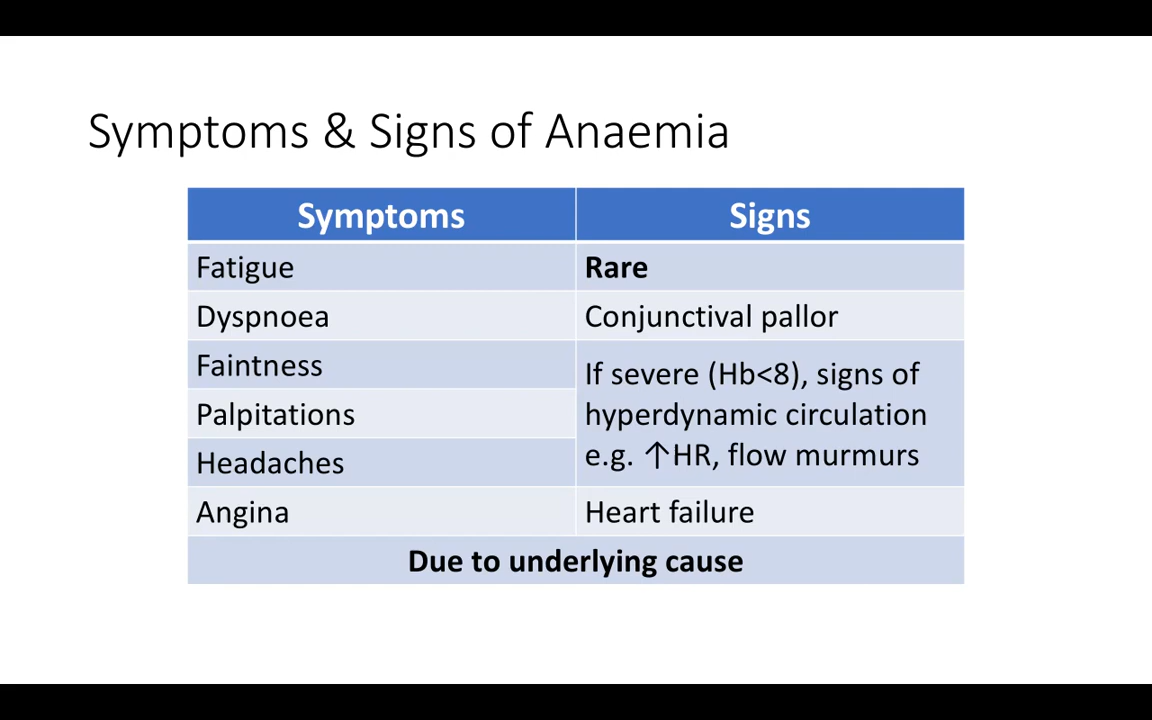 Symptoms & Signs of Anaemia
Symptoms
Signs
Fatigue
Rare
Dyspnoea
Conjunctival pallor
Faintness
Palpitations
Headaches
If severe (Hb<8), signs of
hyperdynamic circulation
e.g. ↑HR, flow murmurs
Angina
Heart failure
Due to underlying cause